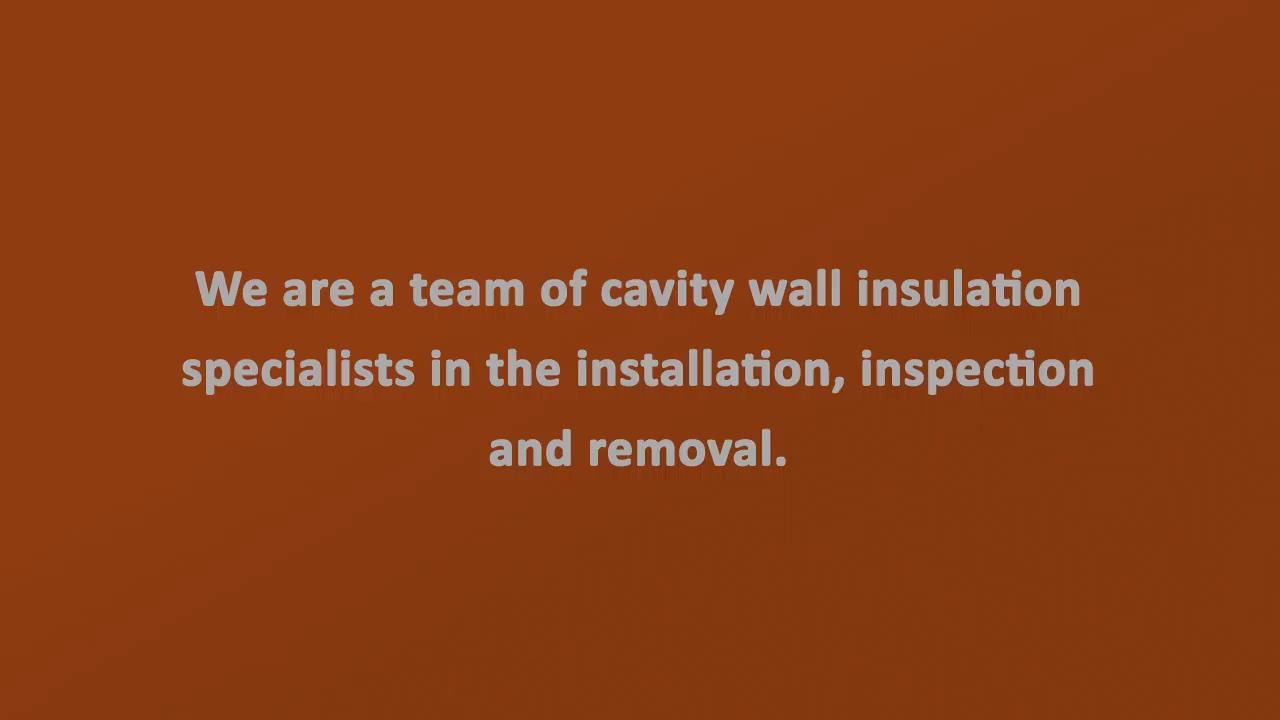 We are a team of cavity wall insulation
specialists in the installation, inspection
and removal.